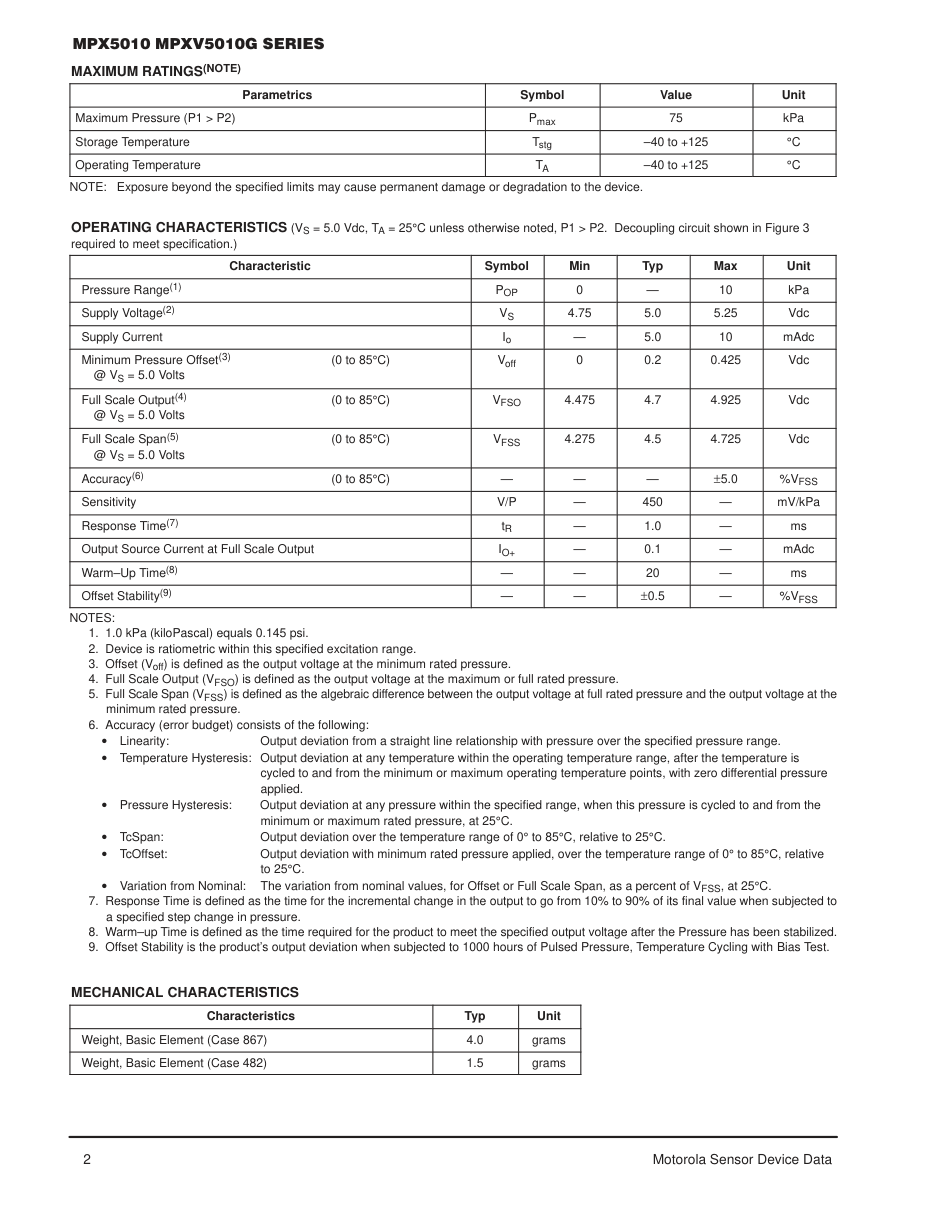 MPX5010 MPXV5010G SERIES
MAXIMUM RATINGS(NOTE)
Parametrics Symbol Value Unit
Maximum Pressure (P1 > P2) Pmax 75 kPa
Storage Temperature Tstg –40 to +125 °C
Operating Temperature TA –40 to +125 °C
NOTE: Exposure beyond the specified limits may cause permanent damage or degradation to the device.
OPERATING CHARACTERISTICS (VS = 5.0 Vdc, TA = 25°C unless otherwise noted, P1 > P2. Decoupling circuit shown in Figure 3
required to meet specification.)
Characteristic Symbol Min Typ Max Unit
Pressure Range(1) POP 0 — 10 kPa
Supply Voltage(2) VS 4.75 5.0 5.25 Vdc
Supply Current Io — 5.0 10 mAdc
Minimum Pressure Offset(3) (0 to 85°C) Voff 0 0.2 0.425 Vdc
@ VS = 5.0 Volts
Full Scale Output(4) (0 to 85°C) VFSO 4.475 4.7 4.925 Vdc
@ VS = 5.0 Volts
Full Scale Span(5) (0 to 85°C) VFSS 4.275 4.5 4.725 Vdc
@ VS = 5.0 Volts
Accuracy(6) (0 to 85°C) — — — ±5.0 %VFSS
Sensitivity V/P — 450 — mV/kPa
Response Time(7) tR — 1.0 — ms
Output Source Current at Full Scale Output IO+ — 0.1 — mAdc
Warm–Up Time(8) — — 20 — ms
Offset Stability(9) — — ±0.5 — %VFSS
NOTES:
1. 1.0 kPa (kiloPascal) equals 0.145 psi.
2. Device is ratiometric within this specified excitation range.
3. Offset (Voff) is defined as the output voltage at the minimum rated pressure.
4. Full Scale Output (VFSO) is defined as the output voltage at the maximum or full rated pressure.
5. Full Scale Span (VFSS) is defined as the algebraic difference between the output voltage at full rated pressure and the output voltage at the
minimum rated pressure.
6. Accuracy (error budget) consists of the following:
• Linearity: Output deviation from a straight line relationship with pressure over the specified pressure range.
• Temperature Hysteresis: Output deviation at any temperature within the operating temperature range, after the temperature is
cycled to and from the minimum or maximum operating temperature points, with zero differential pressure
applied.
• Pressure Hysteresis: Output deviation at any pressure within the specified range, when this pressure is cycled to and from the
minimum or maximum rated pressure, at 25°C.
• TcSpan: Output deviation over the temperature range of 0° to 85°C, relative to 25°C.
• TcOffset: Output deviation with minimum rated pressure applied, over the temperature range of 0° to 85°C, relative
to 25°C.
• Variation from Nominal: The variation from nominal values, for Offset or Full Scale Span, as a percent of VFSS, at 25°C.
7. Response Time is defined as the time for the incremental change in the output to go from 10% to 90% of its final value when subjected to
a specified step change in pressure.
8. Warm–up Time is defined as the time required for the product to meet the specified output voltage after the Pressure has been stabilized.
9. Offset Stability is the product's output deviation when subjected to 1000 hours of Pulsed Pressure, Temperature Cycling with Bias Test.
MECHANICAL CHARACTERISTICS
Characteristics Typ Unit
Weight, Basic Element (Case 867) 4.0 grams
Weight, Basic Element (Case 482) 1.5 grams
2 Motorola Sensor Device Data